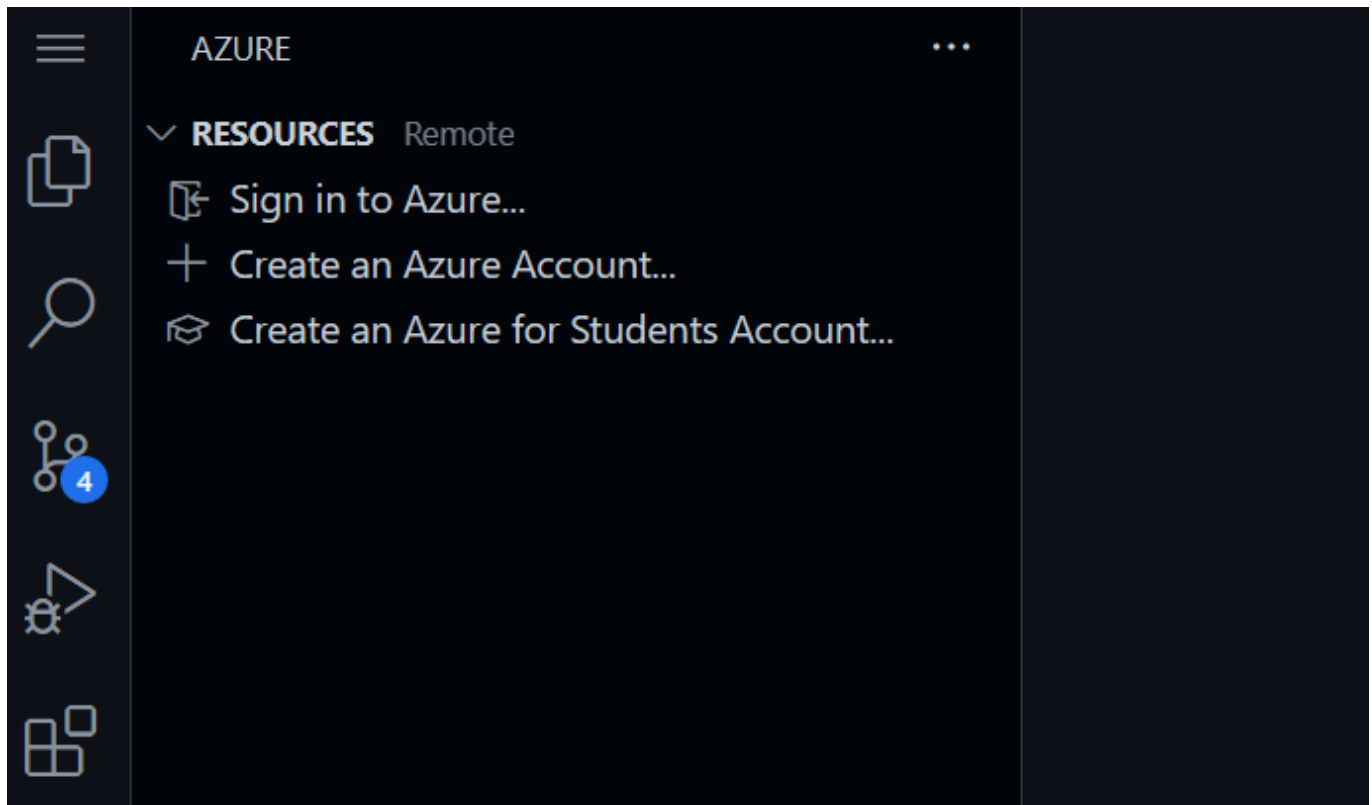 AZURE
RESOURCES Remote
Sign in to Azure...
Create an Azure Account...
Create an Azure for Students Account...
4